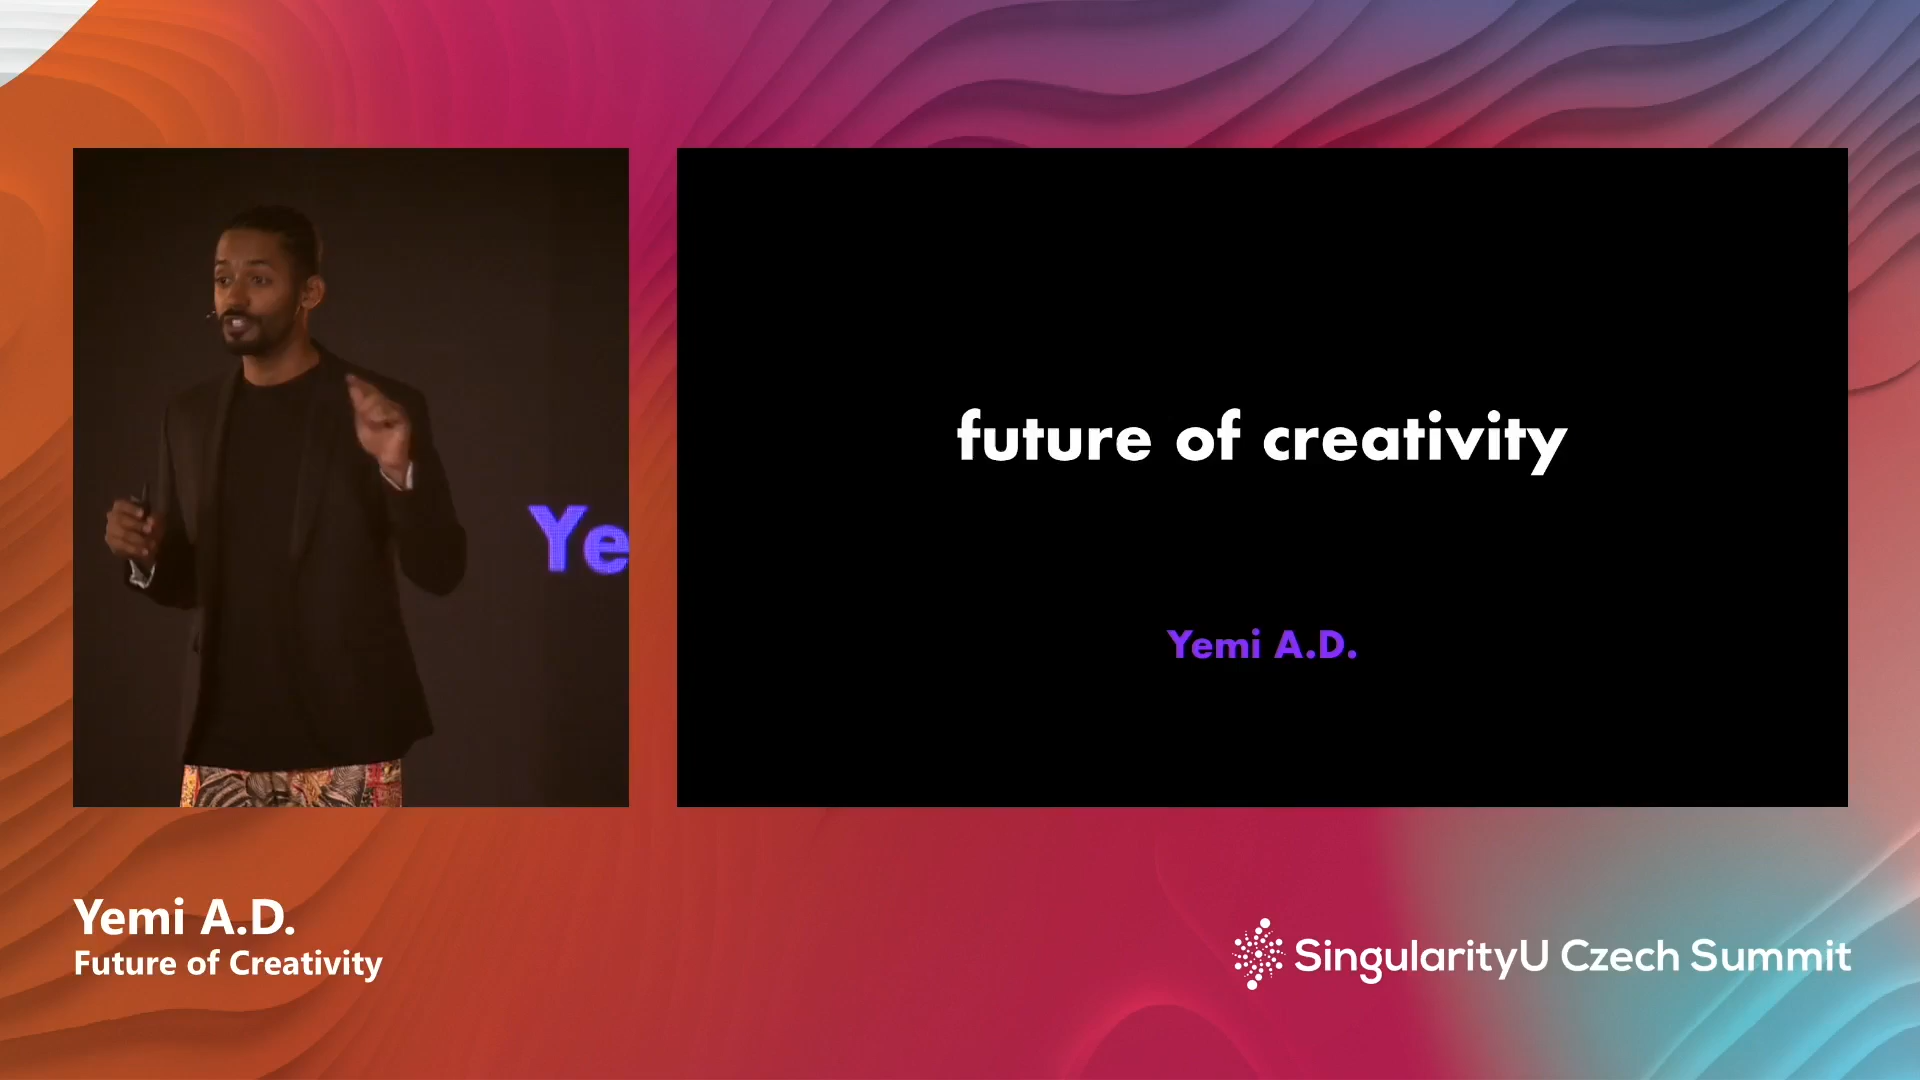 Ye
future of creativity
Yemi A.D.
Yemi A.D.
Future of Creativity
SingularityU Czech Summit